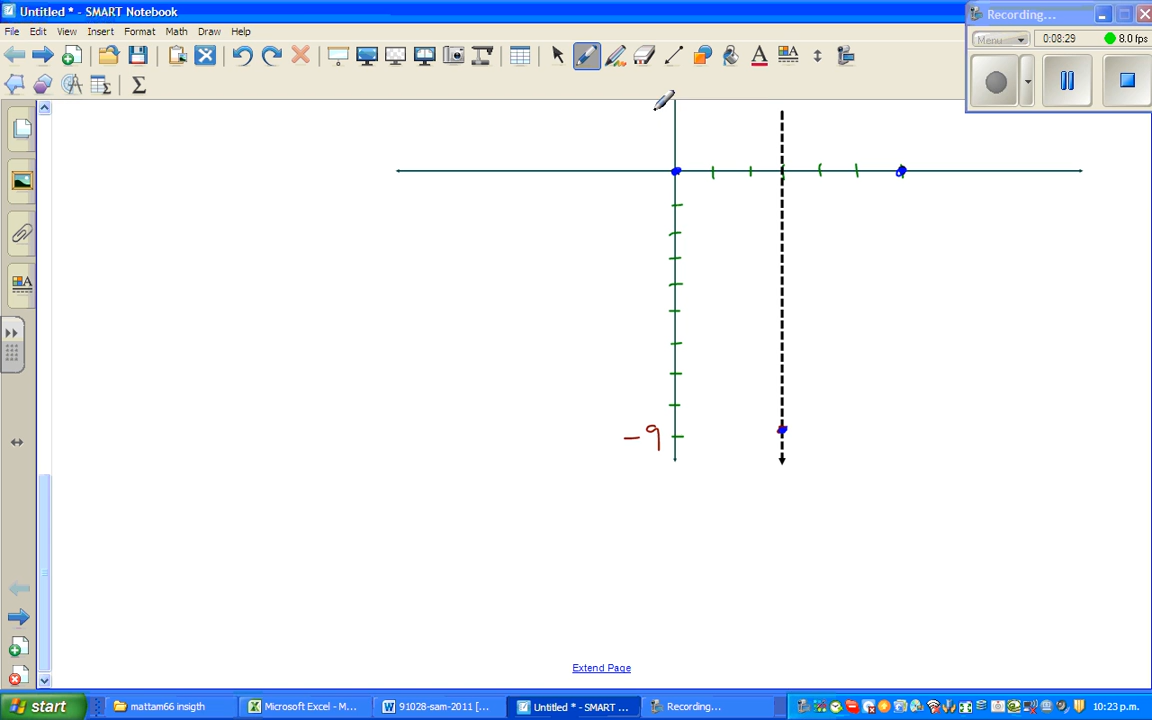 Untitled * - SMART Notebook
Recording...
File Edit View Insert Format Math Draw Help
Menu
0:08:29
8.0 fps
A
Σ
-9
Extend Page
start
mattam66 insigth
Microsoft Excel - M...
91028-sam-2011 [...
Untitled * - SMART ...
Recording...
10:23 p.m.